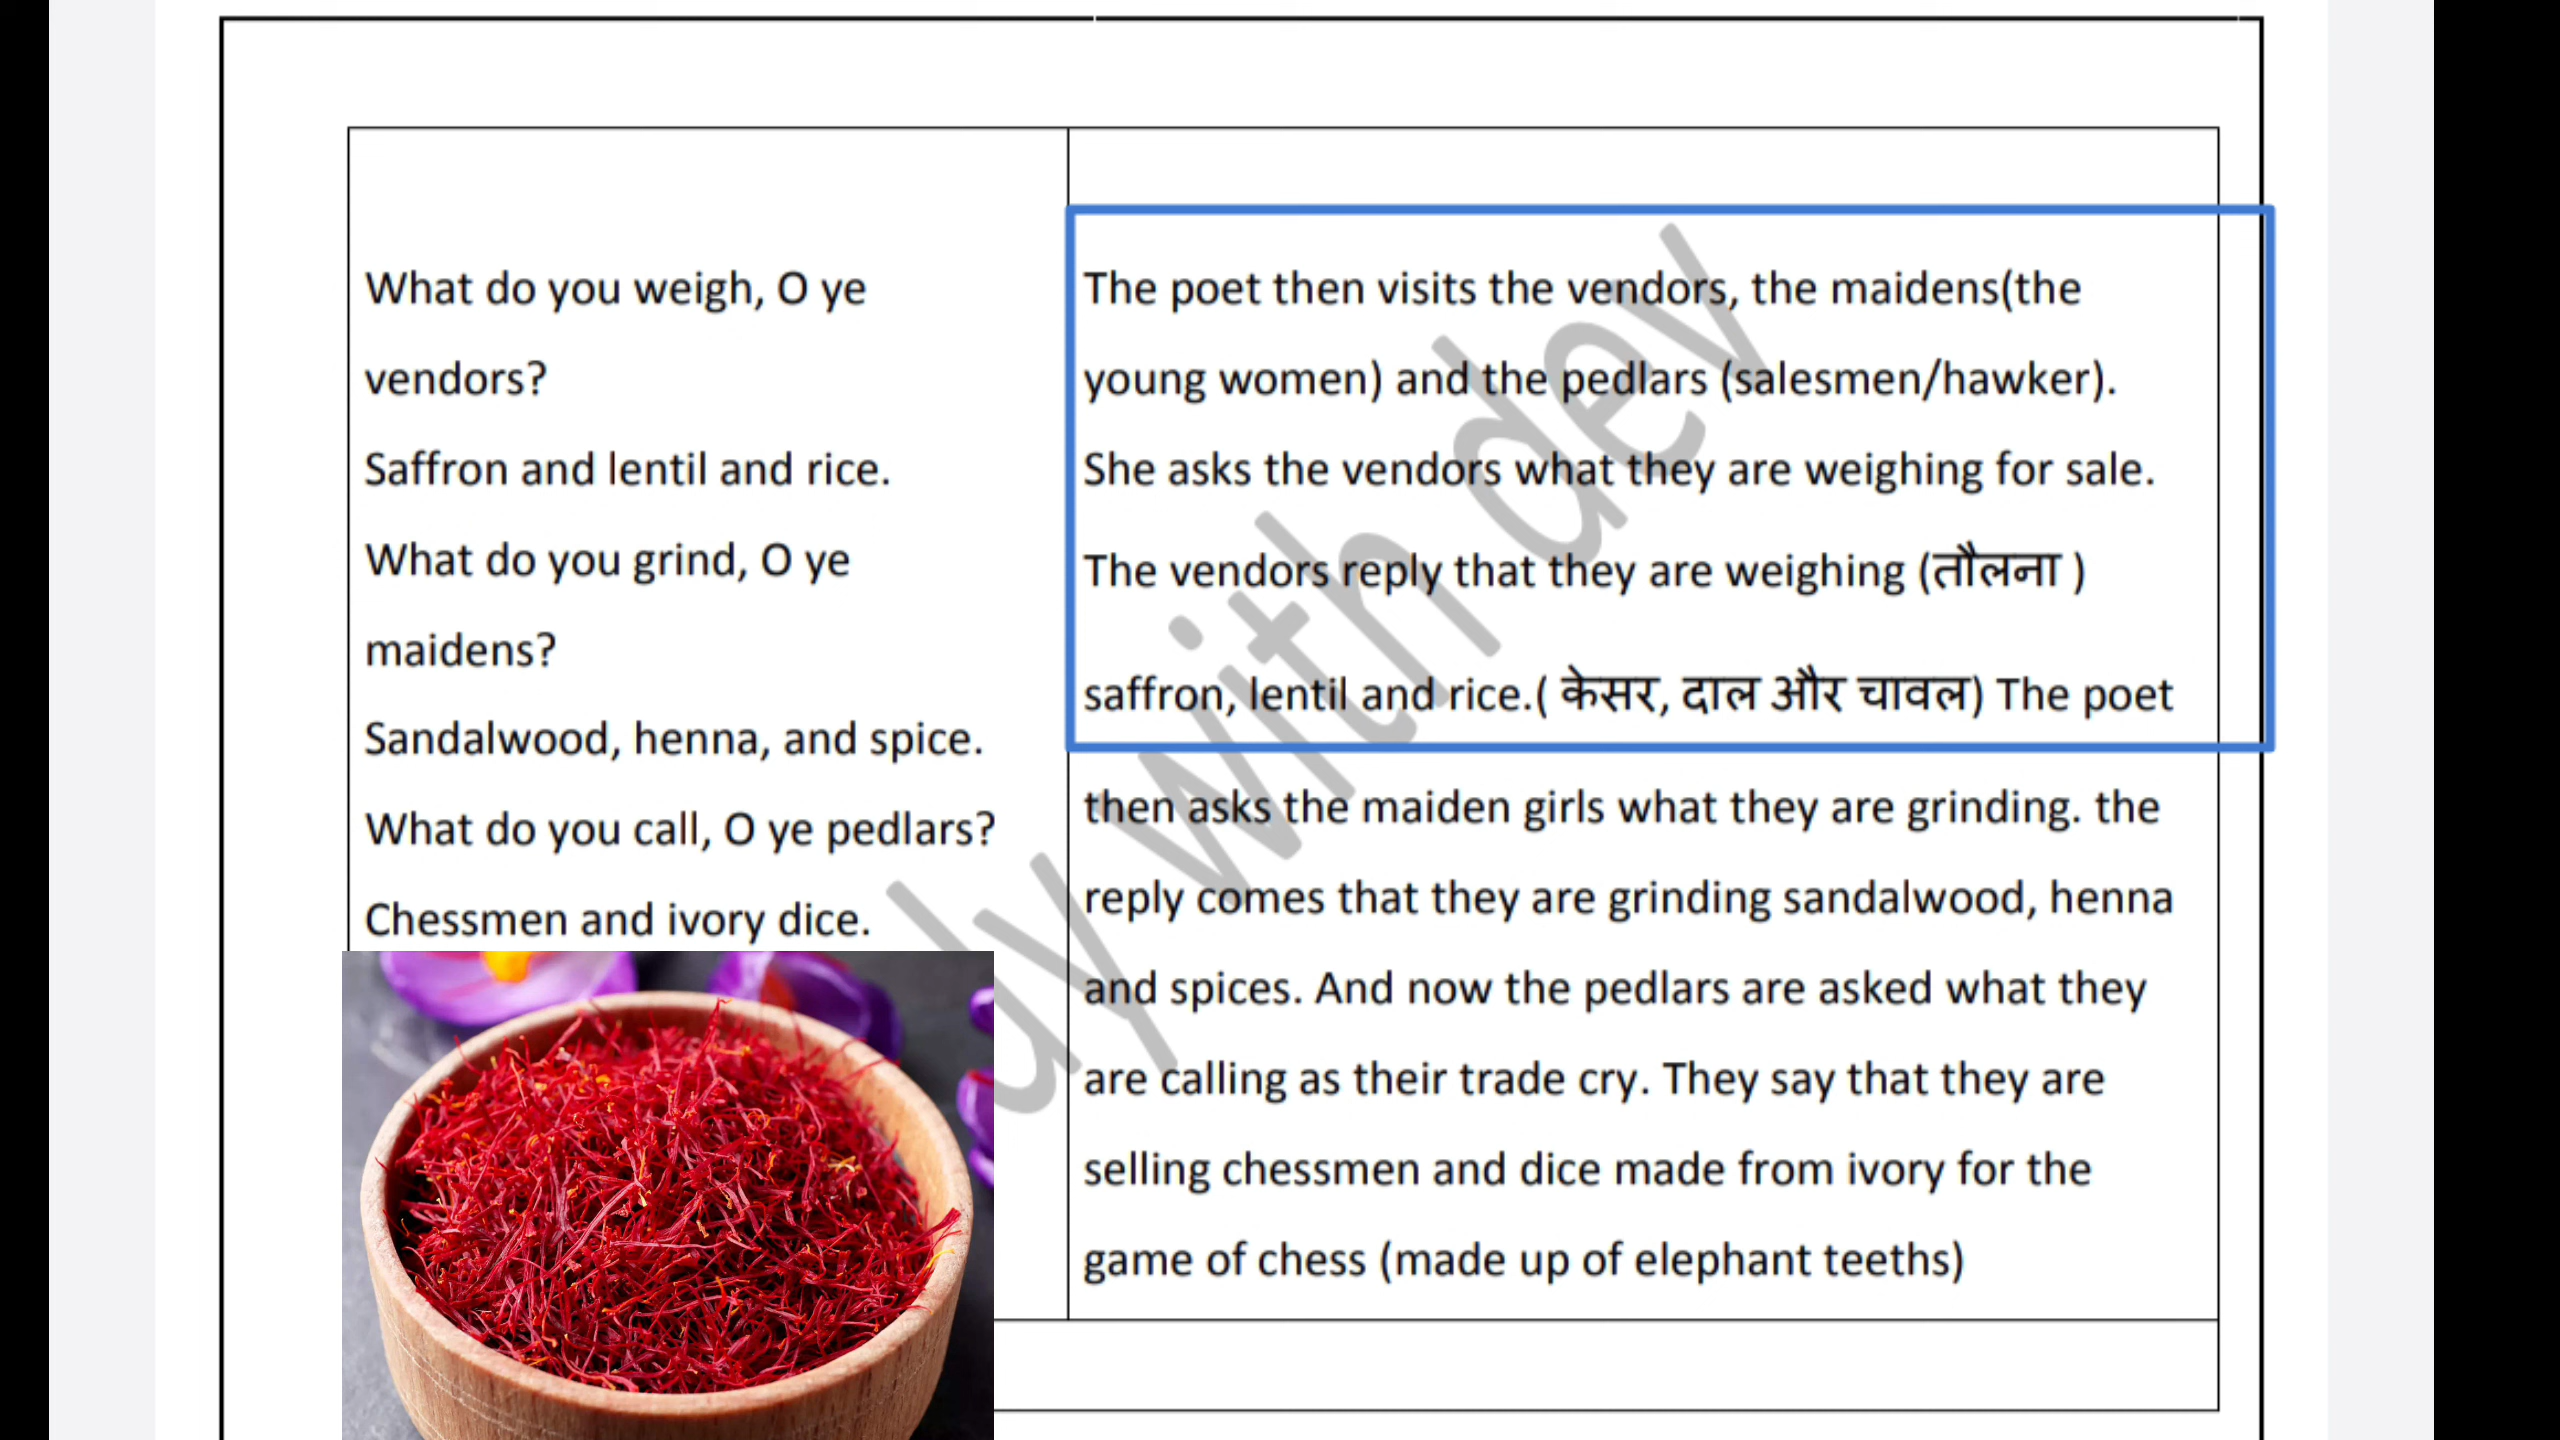 What do you weigh, O ye
vendors?
Saffron and lentil and rice.
What do you grind, O ye
maidens?
Sandalwood, henna, and spice.
What do you call, O ye pedlars?
Chessmen and ivory dice.
The poet then visits the vendors, the maidens(the
young women) and the pedlars (salesmen/hawker).
She asks the vendors what they are weighing for sale.
The vendors reply that they are weighing (तौलना )
saffron, lentil and rice.( केसर, दाल और चावल) The poet
then asks the maiden girls what they are grinding. the
reply comes that they are grinding sandalwood, henna
and spices. And now the pedlars are asked what they
are calling as their trade cry. They say that they are
selling chessmen and dice made from ivory for the
game of chess (made up of elephant teeths)
dy with dev